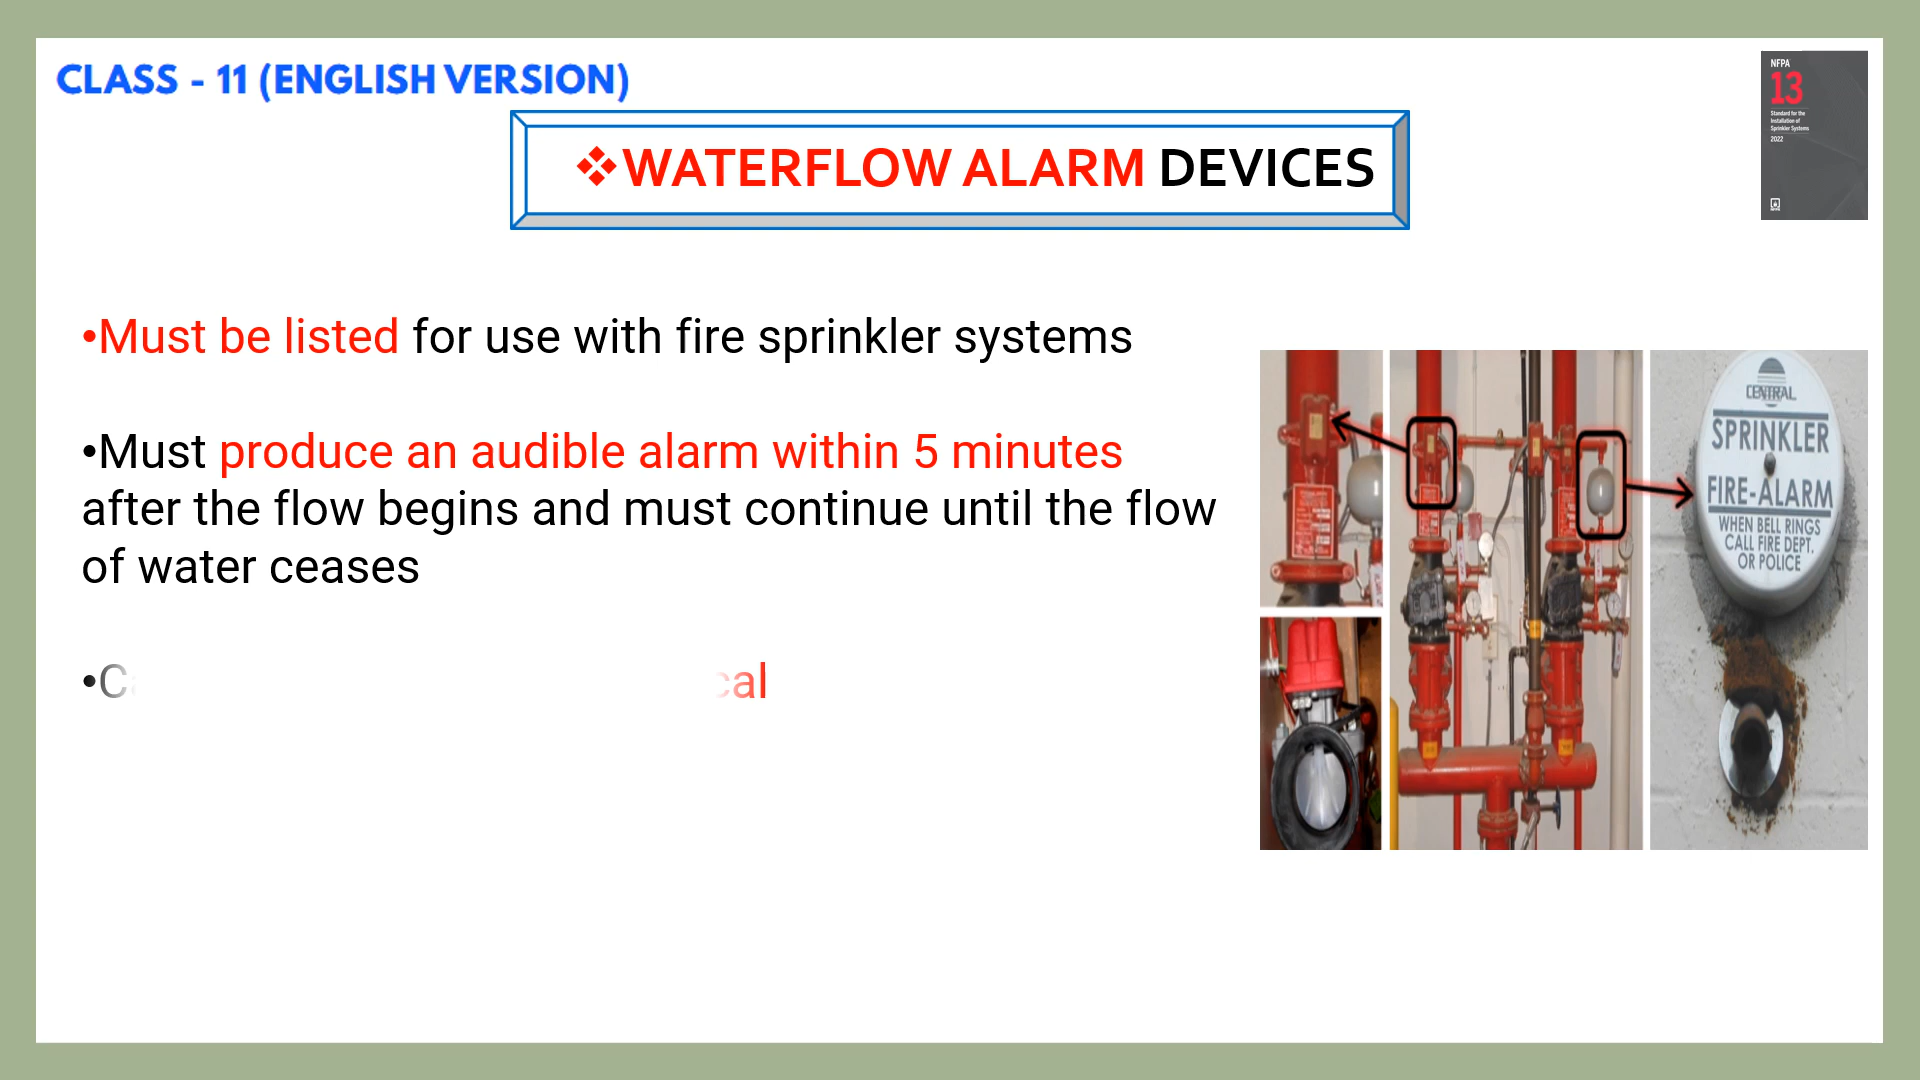 CLASS - 11 (ENGLISH VERSION)
NFPA
13
Standard for the
Installation of
Sprinkler Systems
2022
❖WATERFLOW ALARM DEVICES
•Must be listed for use with fire sprinkler systems
•Must produce an audible alarm within 5 minutes
after the flow begins and must continue until the flow
of water ceases
CENTRAL
SPRINKLER
FIRE-ALARM
WHEN BELL RINGS
CALL FIRE DEPT.
OR POLICE